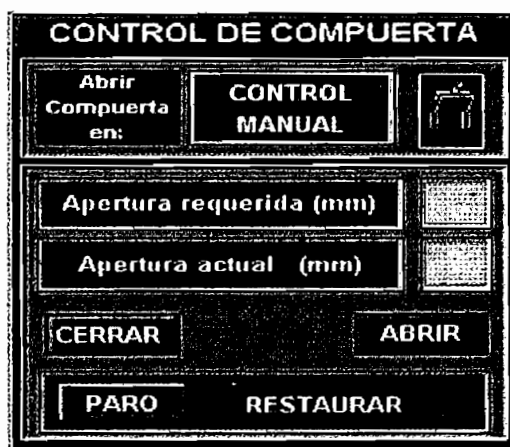 CONTROL DE COMPUERTA
Abrir
Compuerta
en:
CONTROL
MANUAL
Apertura requerida (mm)
Apertura actual (mm)
CERRAR
ABRIR
PARO
RESTAURAR